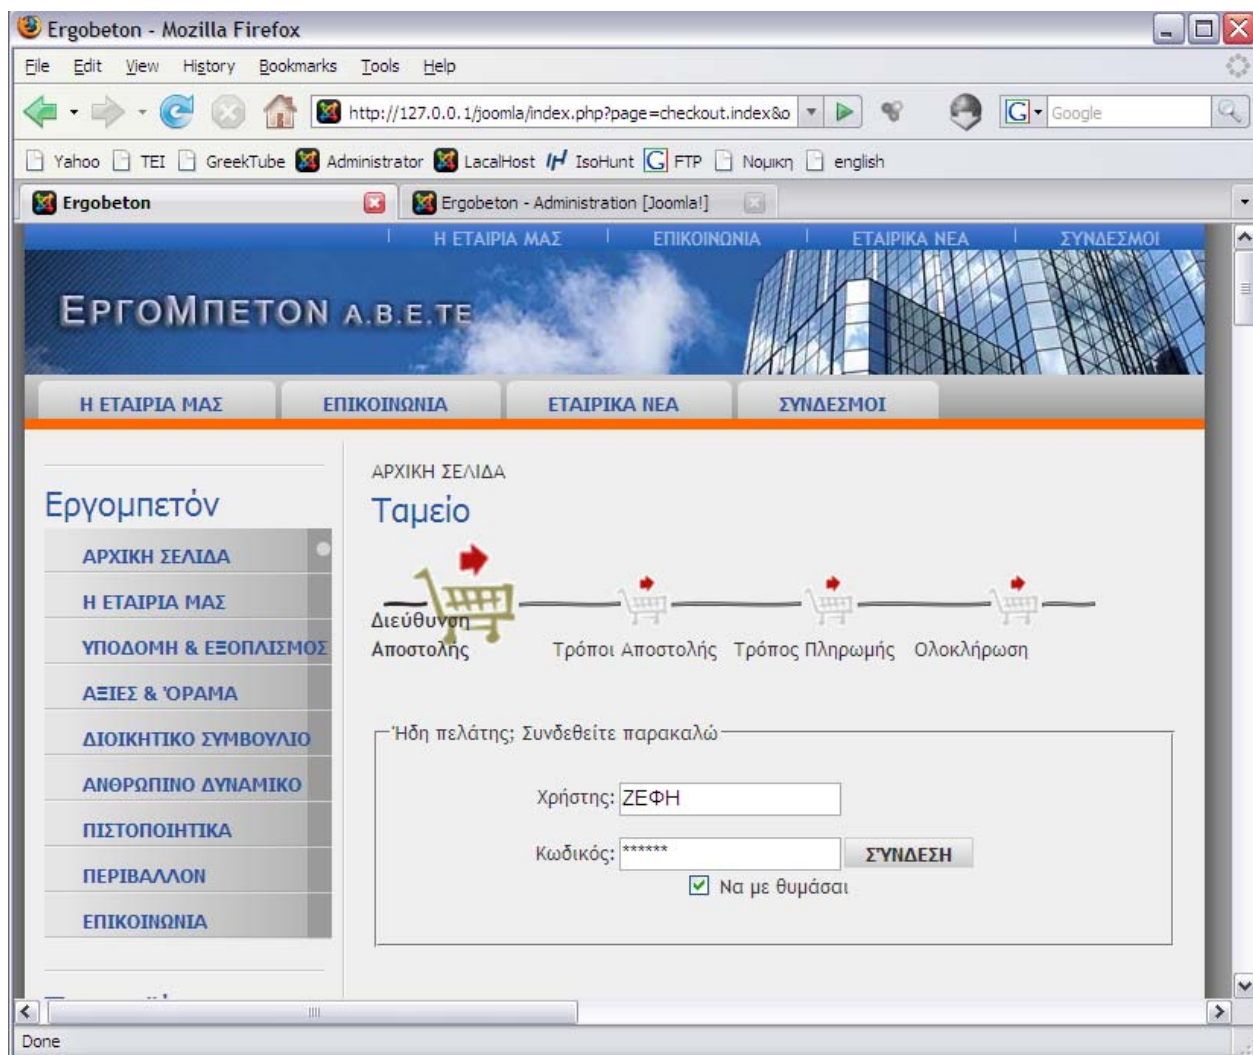 Ergobeton - Mozilla Firefox
File Edit View History Bookmarks Tools Help
http://127.0.0.1/joomla/index.php?page=checkout.index&o
Google
Yahoo TEI GreekTube Administrator LacalHost IsoHunt FTP Νομικη english
Ergobeton
Ergobeton - Administration [Joomla!]
Η ΕΤΑΙΡΙΑ ΜΑΣ ΕΠΙΚΟΙΝΩΝΙΑ ΕΤΑΙΡΙΚΑ ΝΕΑ ΣΥΝΔΕΣΜΟΙ
ΕΡΓΟΜΠΕΤΟΝ Α.Β.Ε.ΤΕ
Η ΕΤΑΙΡΙΑ ΜΑΣ ΕΠΙΚΟΙΝΩΝΙΑ ΕΤΑΙΡΙΚΑ ΝΕΑ ΣΥΝΔΕΣΜΟΙ
Εργομπετόν
ΑΡΧΙΚΗ ΣΕΛΙΔΑ
Η ΕΤΑΙΡΙΑ ΜΑΣ
ΥΠΟΔΟΜΗ & ΕΞΟΠΛΙΣΜΟΣ
ΑΞΙΕΣ & ΌΡΑΜΑ
ΔΙΟΙΚΗΤΙΚΟ ΣΥΜΒΟΥΛΙΟ
ΑΝΘΡΩΠΙΝΟ ΔΥΝΑΜΙΚΟ
ΠΙΣΤΟΠΟΙΗΤΙΚΑ
ΠΕΡΙΒΑΛΛΟΝ
ΕΠΙΚΟΙΝΩΝΙΑ
ΑΡΧΙΚΗ ΣΕΛΙΔΑ
Ταμείο
Διεύθυνση
Αποστολής Τρόποι Αποστολής Τρόπος Πληρωμής Ολοκλήρωση
Ήδη πελάτης; Συνδεθείτε παρακαλώ
Χρήστης: ΖΕΦΗ
Κωδικός: ****** ΣΎΝΔΕΣΗ
Να με θυμάσαι
Done